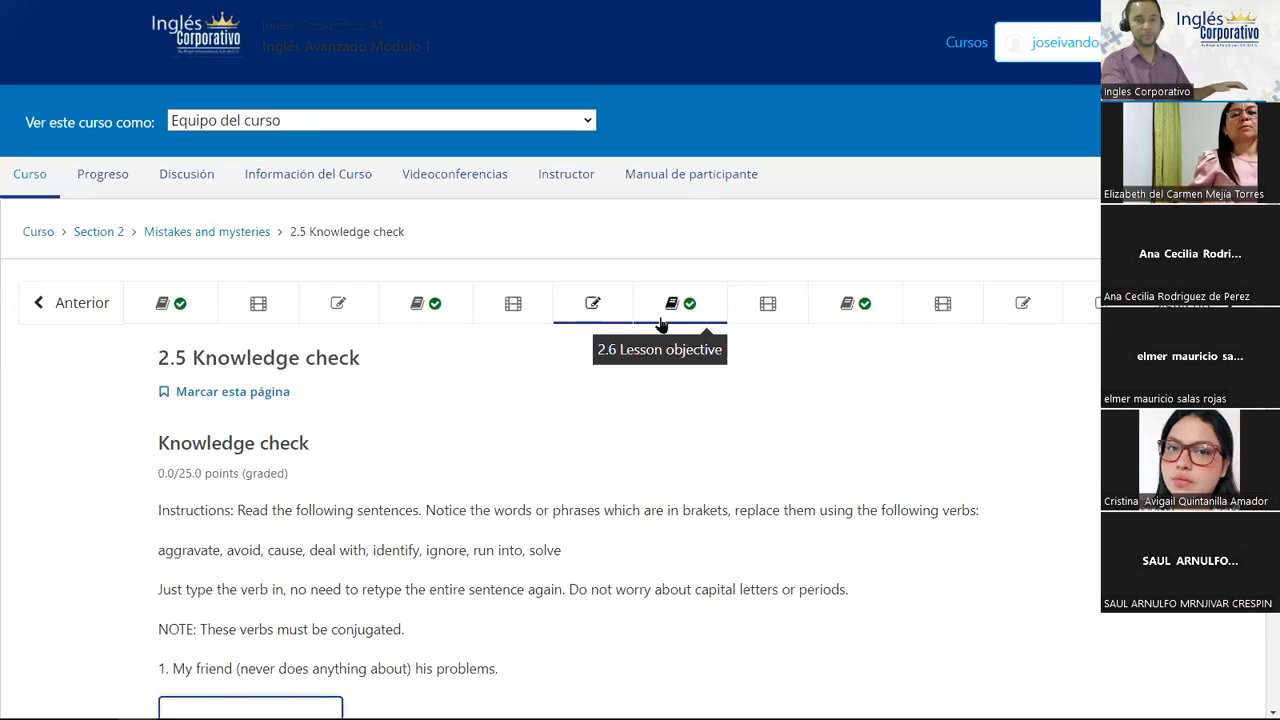 Inglés
Corporativo
Inglés Corporativo: A1
Inglés Avanzado Módulo 1
Cursos
joseivando
Ver este curso como:
Equipo del curso
Curso
Progreso
Discusión
Información del Curso
Videoconferencias
Instructor
Manual de participante
Curso > Section 2 > Mistakes and mysteries > 2.5 Knowledge check
Anterior
2.6 Lesson objective
2.5 Knowledge check
Marcar esta página
Knowledge check
0.0/25.0 points (graded)
Instructions: Read the following sentences. Notice the words or phrases which are in brakets, replace them using the following verbs:
aggravate, avoid, cause, deal with, identify, ignore, run into, solve
Just type the verb in, no need to retype the entire sentence again. Do not worry about capital letters or periods.
NOTE: These verbs must be conjugated.
1. My friend (never does anything about) his problems.
Inglés
Corporativo
Ingles Corporativo
Elizabeth del Carmen Mejía Torres
Ana Cecilia Rodri...
Ana Cecilia Rodriguez de Perez
elmer mauricio sa...
elmer mauricio salas rojas
Cristina Avigail Quintanilla Amador
SAUL ARNULFO...
SAUL ARNULFO MRNJIVAR CRESPIN